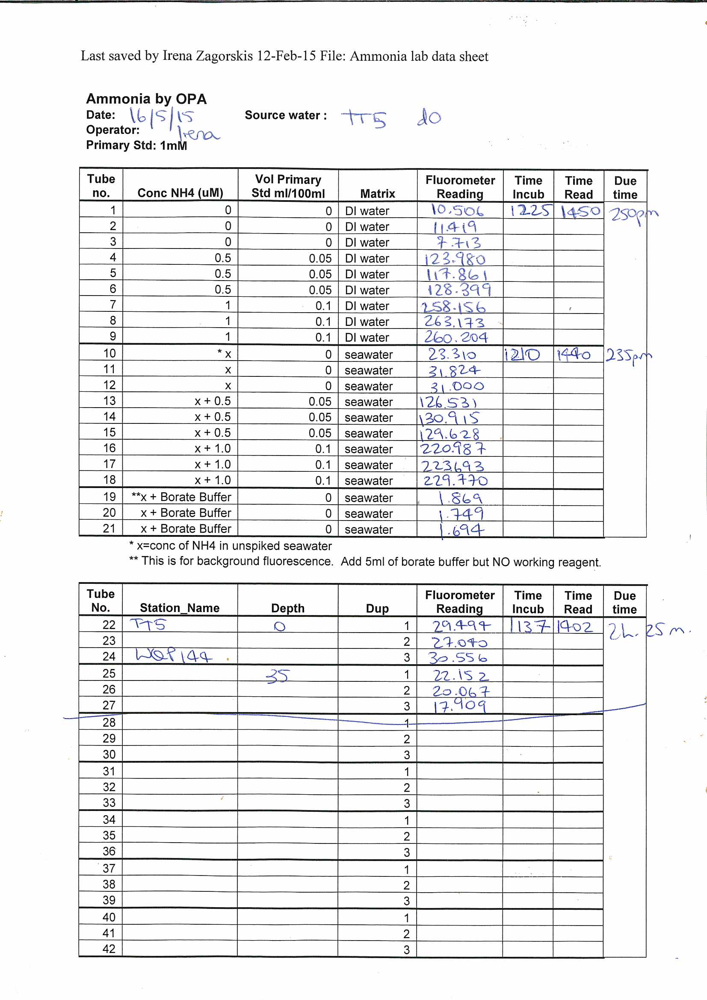 Last saved by Irena Zagorskis 12-Feb-15 File: Ammonia lab data sheet
Ammonia by OPA
Date: 16/5/15 Source water : TT5 d0
Operator: Irena
Primary Std: 1mM
Tube no. Conc NH4 (uM) Vol Primary Std ml/100ml Matrix Fluorometer Reading Time Incub Time Read Due time
1 0 0 DI water 10.506 1225 1450 250pm
2 0 0 DI water 11.419
3 0 0 DI water 7.713
4 0.5 0.05 DI water 123.980
5 0.5 0.05 DI water 117.861
6 0.5 0.05 DI water 128.399
7 1 0.1 DI water 258.156
8 1 0.1 DI water 263.173
9 1 0.1 DI water 260.204
10 * x 0 seawater 23.310 1210 1440 235pm
11 x 0 seawater 31.824
12 x 0 seawater 31.000
13 x + 0.5 0.05 seawater 126.531
14 x + 0.5 0.05 seawater 130.915
15 x + 0.5 0.05 seawater 129.628
16 x + 1.0 0.1 seawater 220.987
17 x + 1.0 0.1 seawater 223.693
18 x + 1.0 0.1 seawater 229.770
19 **x + Borate Buffer 0 seawater 1.869
20 x + Borate Buffer 0 seawater 1.749
21 x + Borate Buffer 0 seawater 1.694
* x=conc of NH4 in unspiked seawater
** This is for background fluorescence. Add 5ml of borate buffer but NO working reagent.
Tube No. Station_Name Depth Dup Fluorometer Reading Time Incub Time Read Due time
22 TT5 0 1 29.494 1137 1402 2h. 25m.
23 2 27.040
24 WQP144 3 30.556
25 35 1 22.152
26 2 20.067
27 3 17.909
28 1
29 2
30 3
31 1
32 2
33 3
34 1
35 2
36 3
37 1
38 2
39 3
40 1
41 2
42 3